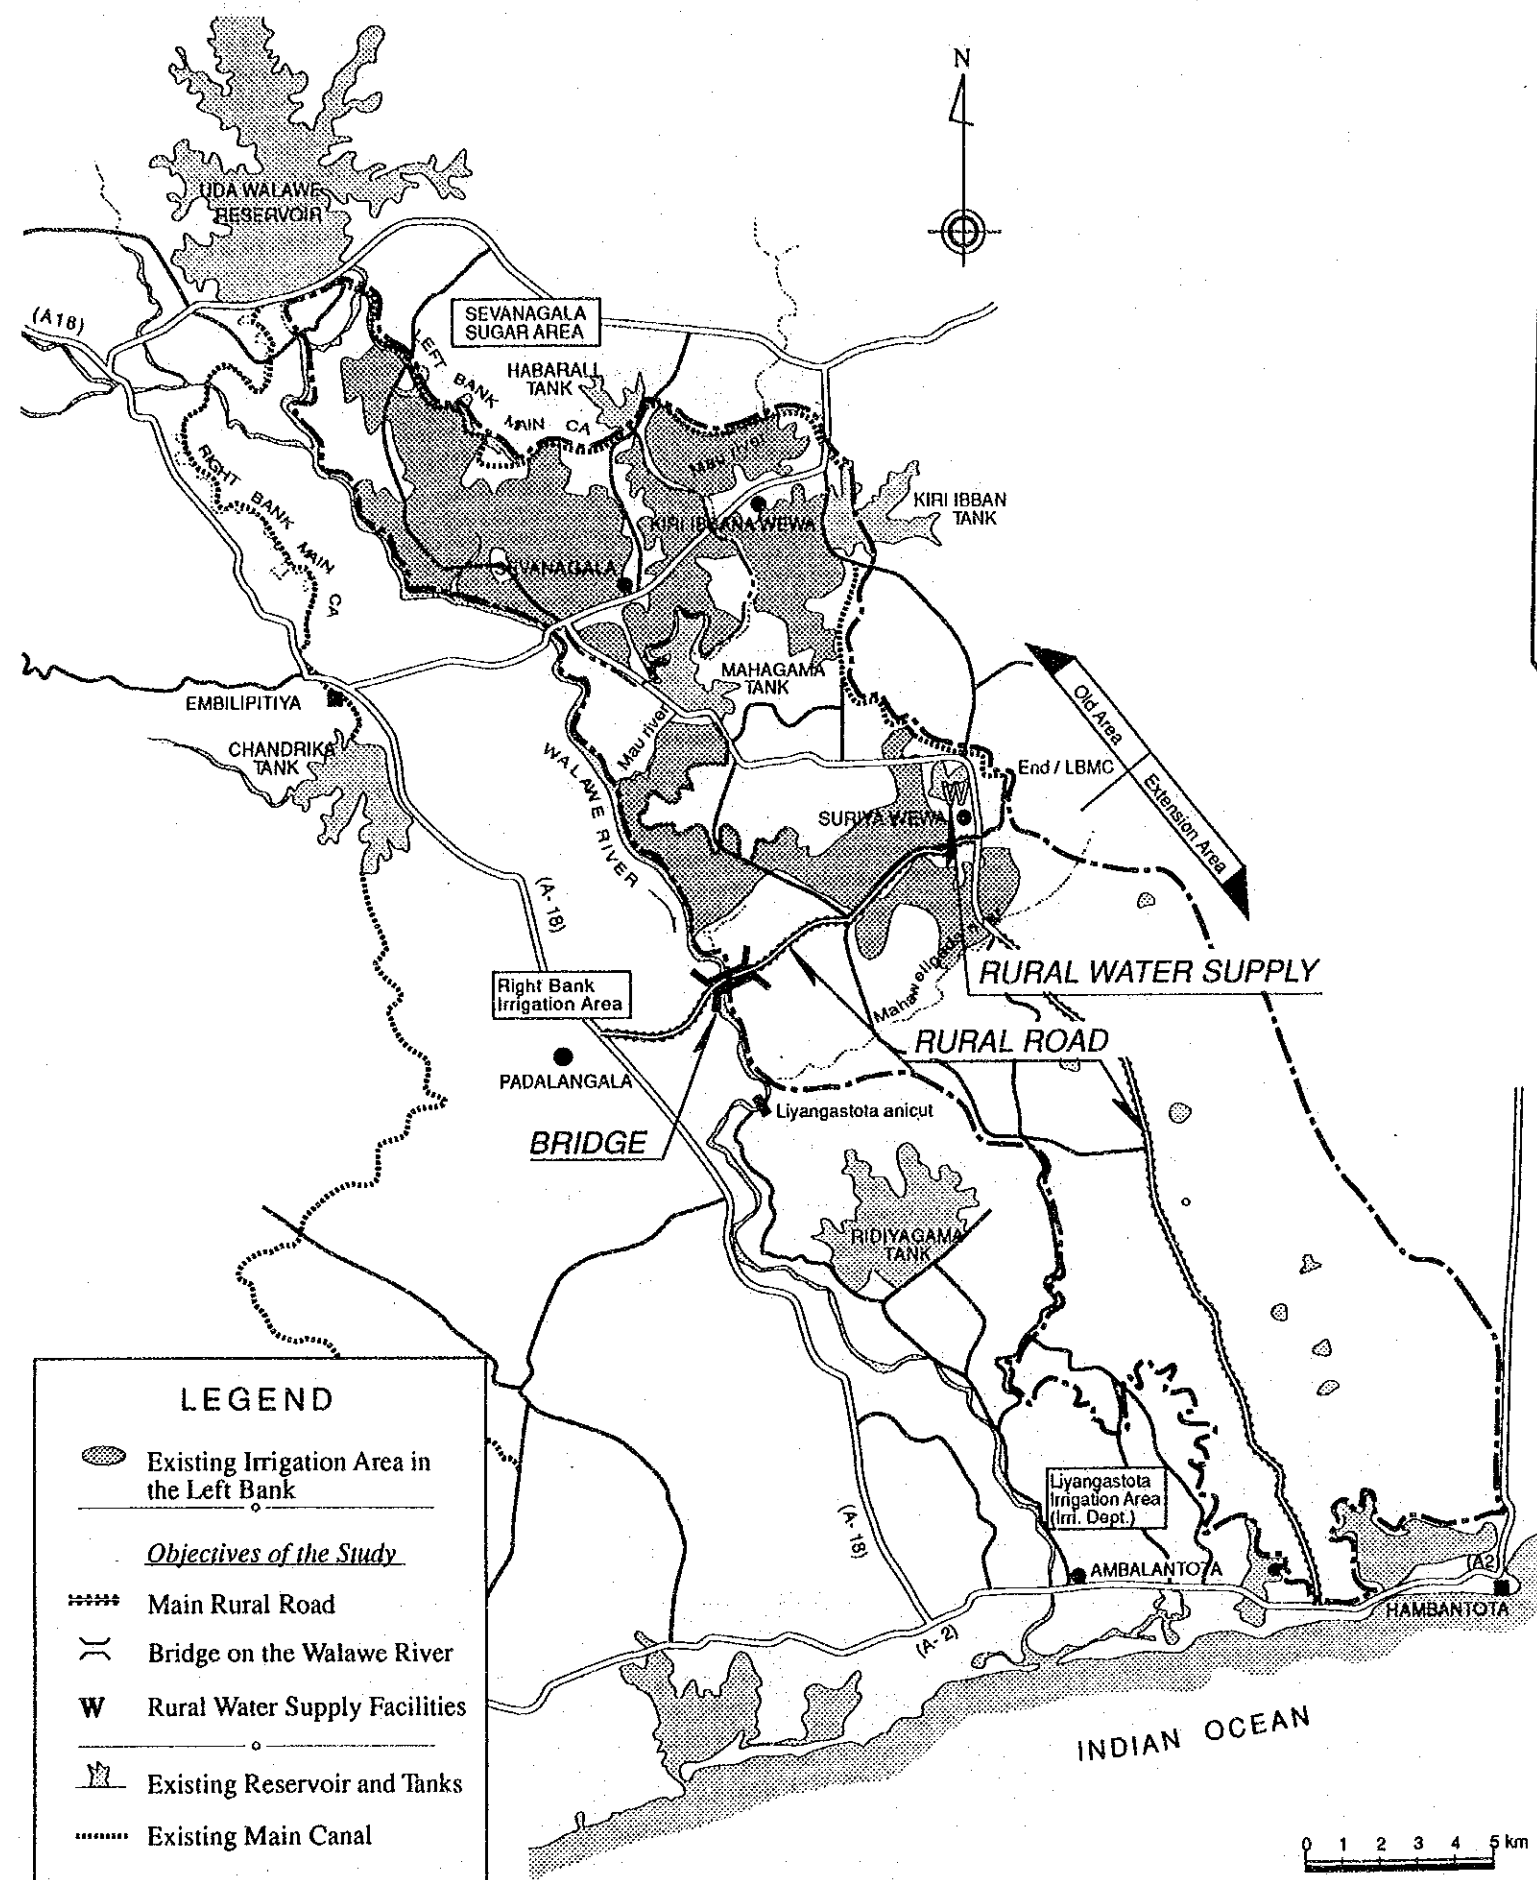 N
UDA WALAWE
RESERVOIR
(A18)
SEVANAGALA
SUGAR AREA
LEFT BANK MAIN CA
HABARALU
TANK
Mau river
RIGHT BANK MAIN CA
KIRI IBBAN
TANK
KIRI IBBANA WEWA
SEVANAGALA
MAHAGAMA
TANK
EMBILIPITIYA
CHANDRIKA
TANK
Mau river
WALAWE RIVER
Old Area
Extension Area
End / LBMC
W
SURIYA WEWA
(A-18)
Right Bank
Irrigation Area
RURAL WATER SUPPLY
RURAL ROAD
PADALANGALA
Liyangastota anicut
BRIDGE
RIDIYAGAMA
TANK
Liyangastota
Irrigation Area
(Irri. Dept.)
(A-18)
AMBALANTOTA
(A2)
HAMBANTOTA
(A-2)
INDIAN OCEAN
LEGEND
Existing Irrigation Area in
the Left Bank
Objectives of the Study
Main Rural Road
Bridge on the Walawe River
W Rural Water Supply Facilities
Existing Reservoir and Tanks
Existing Main Canal
0 1 2 3 4 5 km